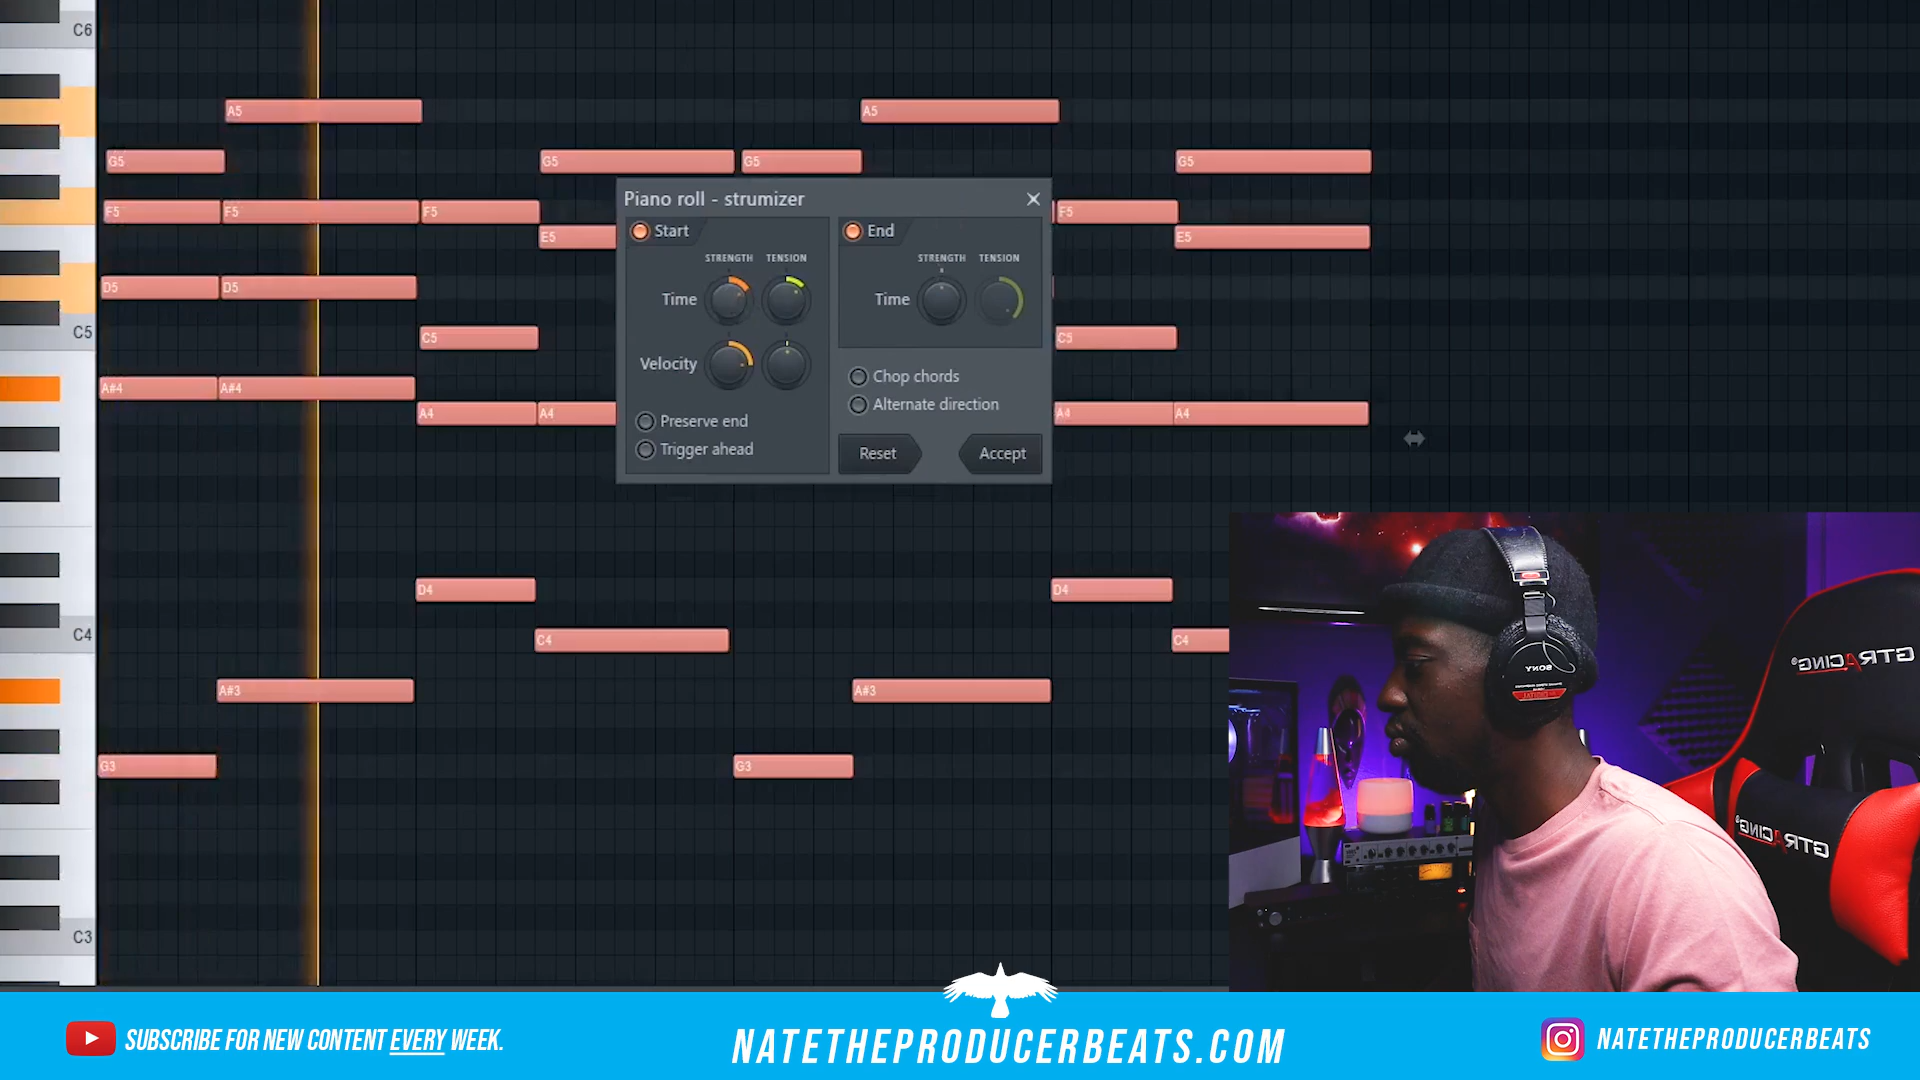 C6
A5
A5
G5
G5
G5
G5
Piano roll - strumizer
F5
F5
F5
F5
Start
End
E5
E5
STRENGTH
TENSION
STRENGTH
TENSION
D5
D5
Time
Time
C5
C5
C5
Velocity
Chop chords
A#4
A#4
Alternate direction
A4
A4
A4
A4
Preserve end
Trigger ahead
Reset
Accept
D4
D4
C4
C4
C4
A#3
A#3
G3
G3
C3
SONY
GTRACING
GTRACING
SUBSCRIBE FOR NEW CONTENT EVERY WEEK.
NATETHEPRODUCERBEATS.COM
NATETHEPRODUCERBEATS